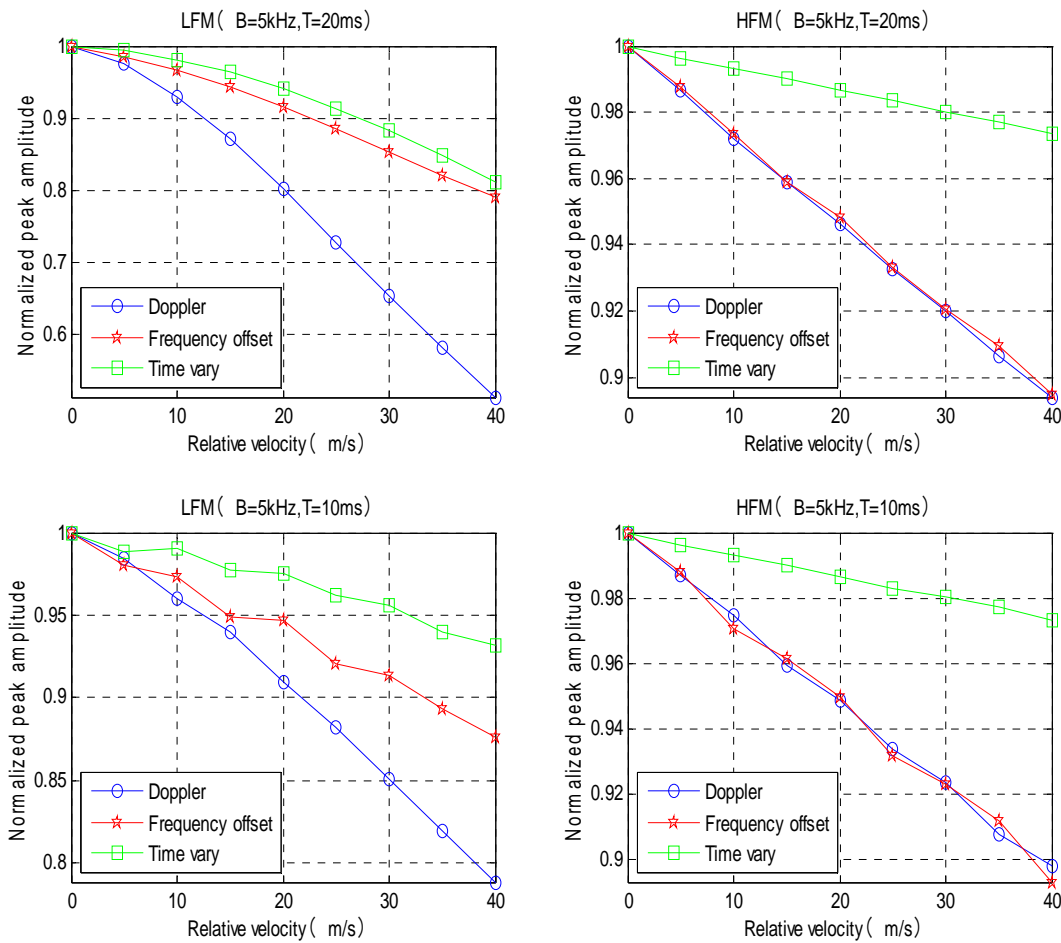 LFM( B=5kHz,T=20ms)
1
0.9
0.8
0.7
0.6
Normalized peak amplitude
Doppler
Frequency offset
Time vary
0 10 20 30 40
Relative velocity( m/s)
HFM( B=5kHz,T=20ms)
1
0.98
0.96
0.94
0.92
0.9
Normalized peak amplitude
Doppler
Frequency offset
Time vary
0 10 20 30 40
Relative velocity( m/s)
LFM( B=5kHz,T=10ms)
1
0.95
0.9
0.85
0.8
Normalized peak amplitude
Doppler
Frequency offset
Time vary
0 10 20 30 40
Relative velocity( m/s)
HFM( B=5kHz,T=10ms)
1
0.98
0.96
0.94
0.92
0.9
Normalized peak amplitude
Doppler
Frequency offset
Time vary
0 10 20 30 40
Relative velocity( m/s)